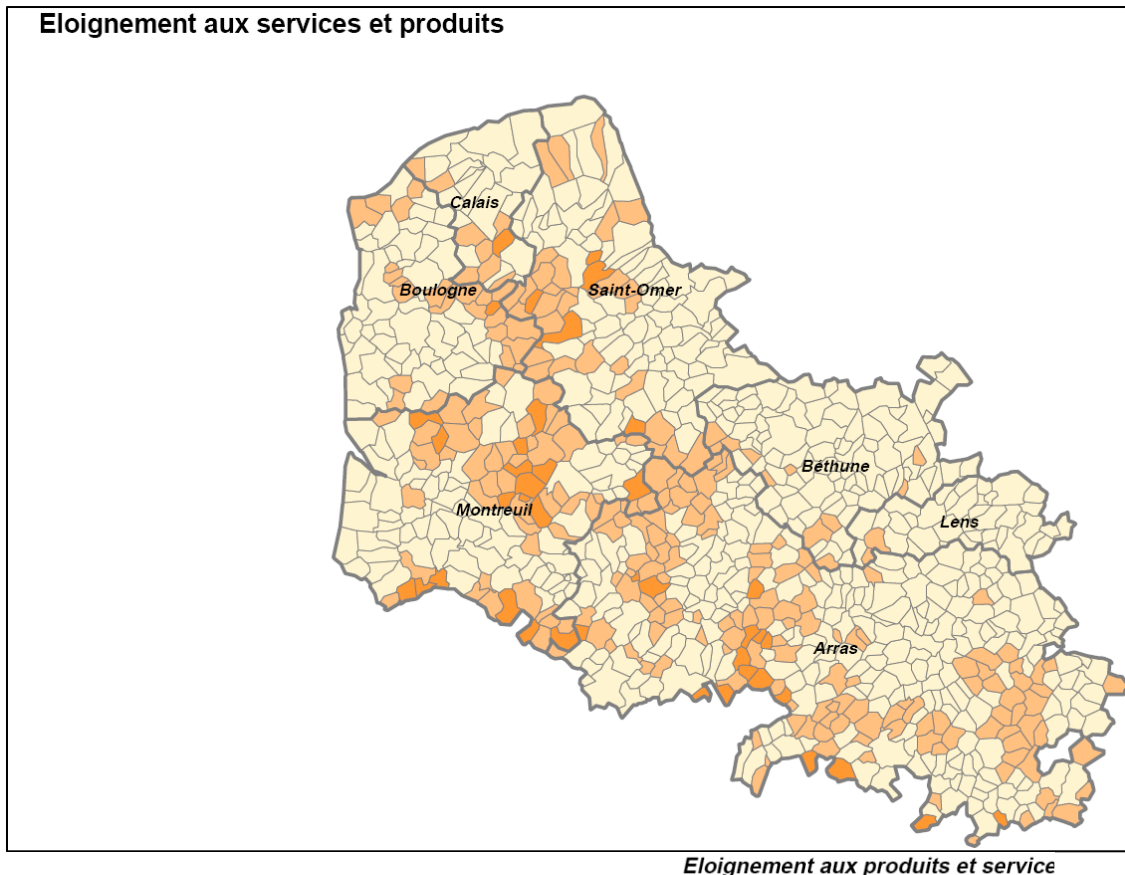 Eloignement aux services et produits
Calais
Boulogne
Saint-Omer
Béthune
Montreuil
Lens
Arras
Eloignement aux produits et service